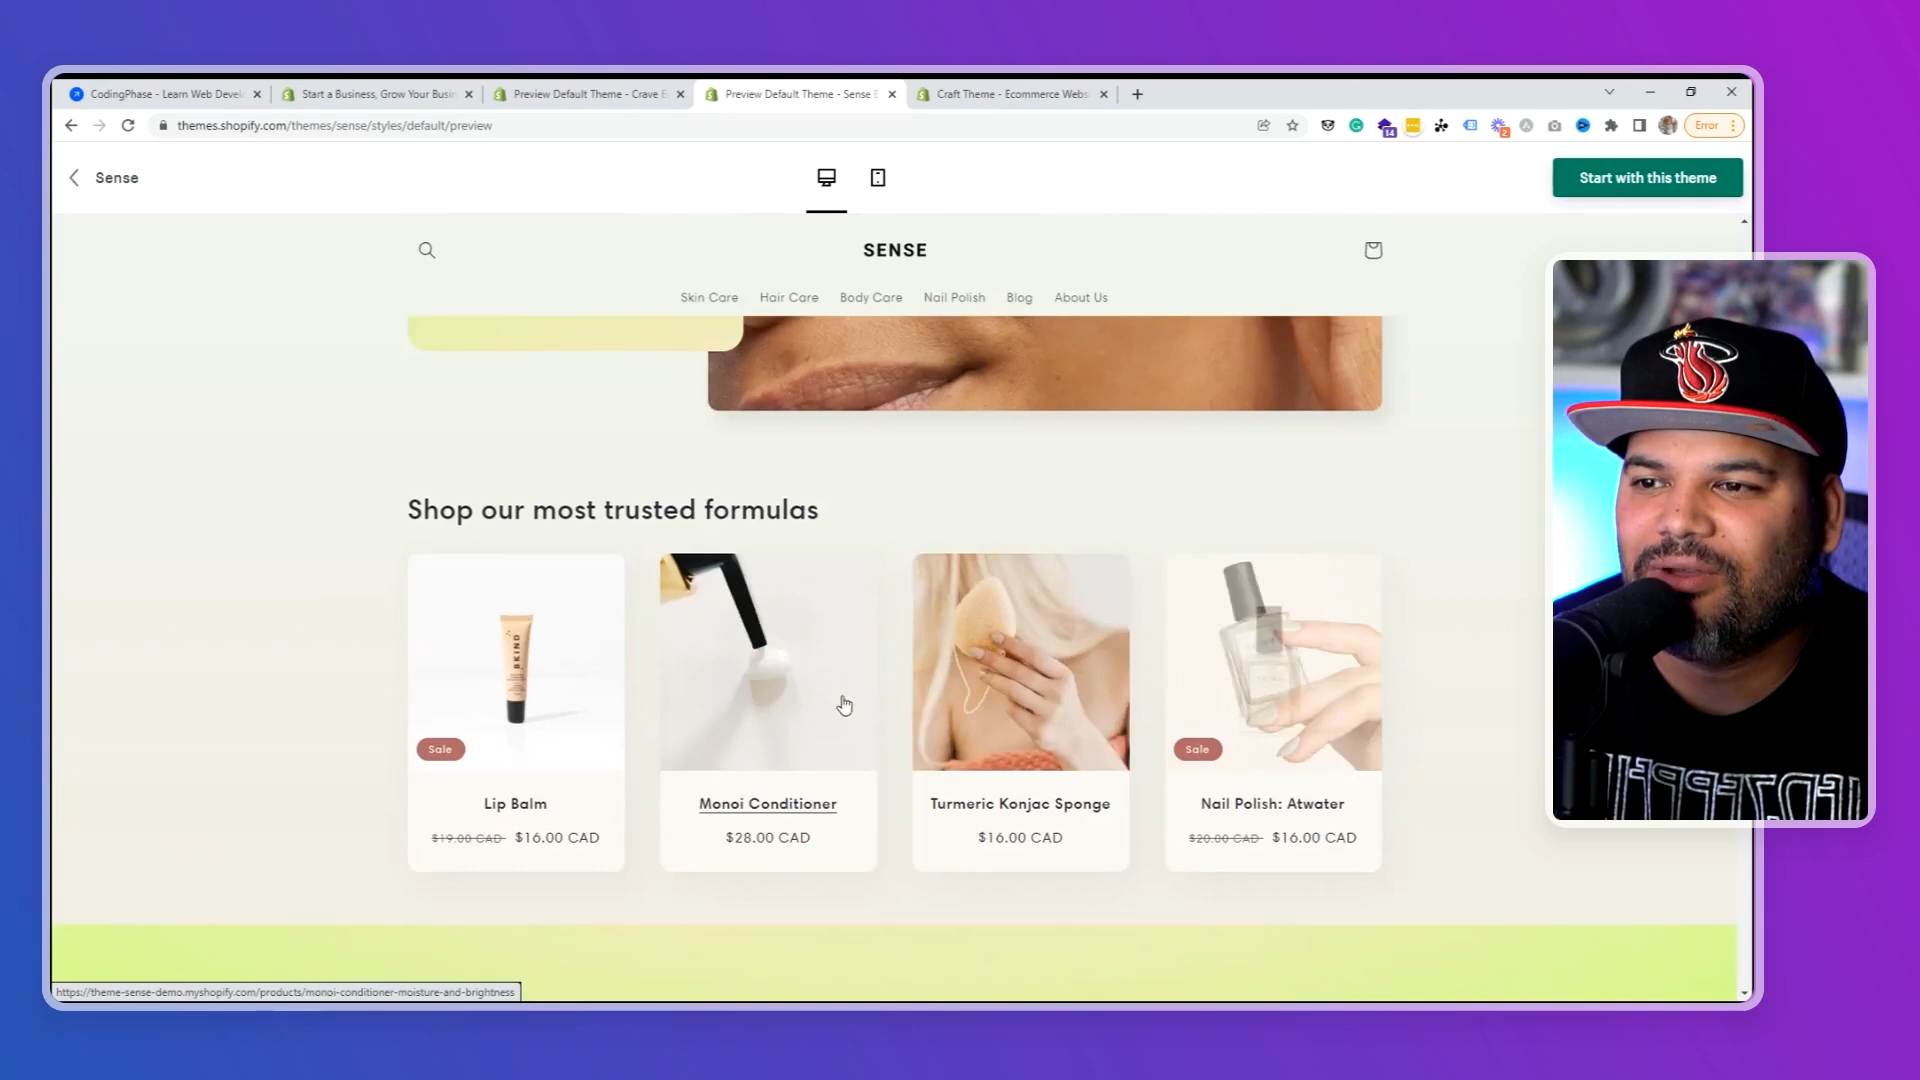 CodingPhase - Learn Web Devel
Start a Business, Grow Your Busin
Preview Default Theme - Crave E
Preview Default Theme - Sense E
Craft Theme - Ecommerce Webs
themes.shopify.com/themes/sense/styles/default/preview
14
2
Error
Sense
Start with this theme
SENSE
Skin Care Hair Care Body Care Nail Polish Blog About Us
Shop our most trusted formulas
SKIND
Sale
Sale
Lip Balm
Monoi Conditioner
Turmeric Konjac Sponge
Nail Polish: Atwater
$19.00 CAD $16.00 CAD
$28.00 CAD
$16.00 CAD
$20.00 CAD $16.00 CAD
https://theme-sense-demo.myshopify.com/products/monoi-conditioner-moisture-and-brightness